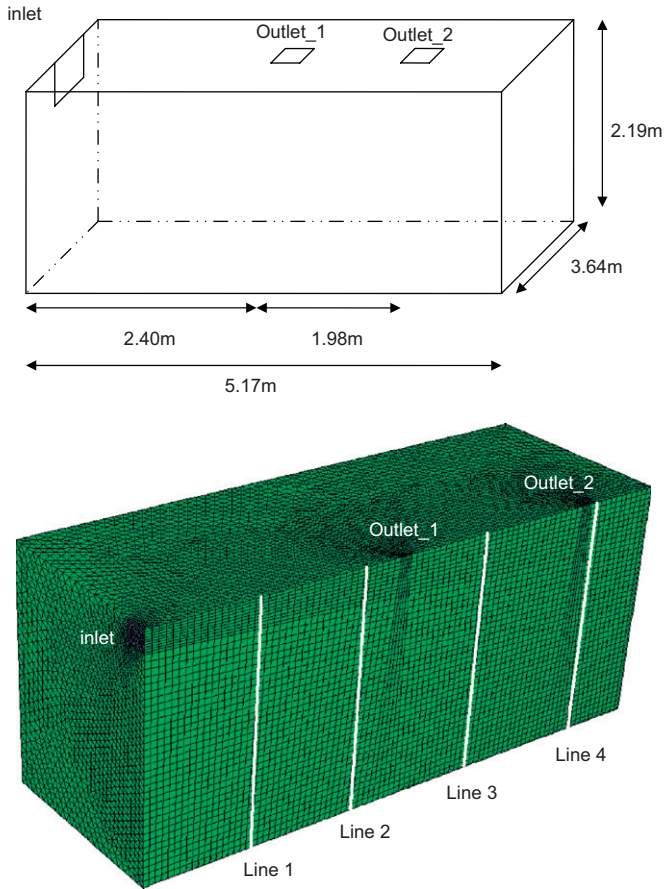 inlet
Outlet_1
Outlet_2
2.19m
3.64m
2.40m
1.98m
5.17m
Outlet_2
Outlet_1
inlet
Line 4
Line 3
Line 2
Line 1